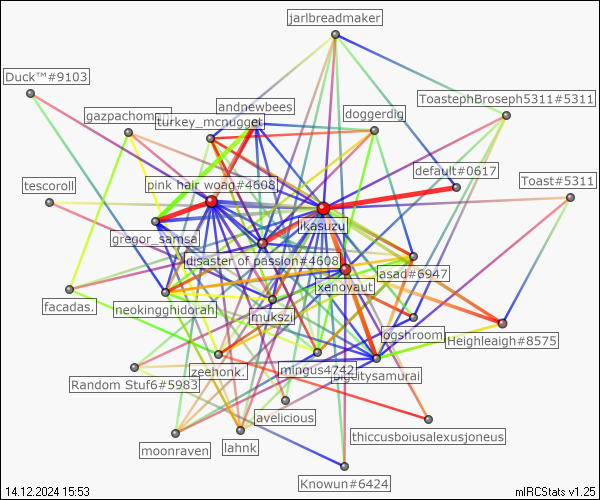 jarlbreadmaker
Duck™#9103
andnewbees
ToastephBroseph5311#5311
turkey_mcnugget
doggerdig
default#0617
tescoroll
pink hair woag#4608
Toast#5311
ikasuzu
gregor_samsa
disaster of passion#4608
asad#6947
xenoyaut
facadas.
neokingghidorah
mukszil
ogshroom
Heighleaigh#8575
zeehonk.
mingus4742
bigcitysamurai
Random Stuf6#5983
avelicious
thiccusboiusalexusjoneus
moonraven
lahnk
Knowun#6424
14.12.2024 15:53
mIRCStats v1.25